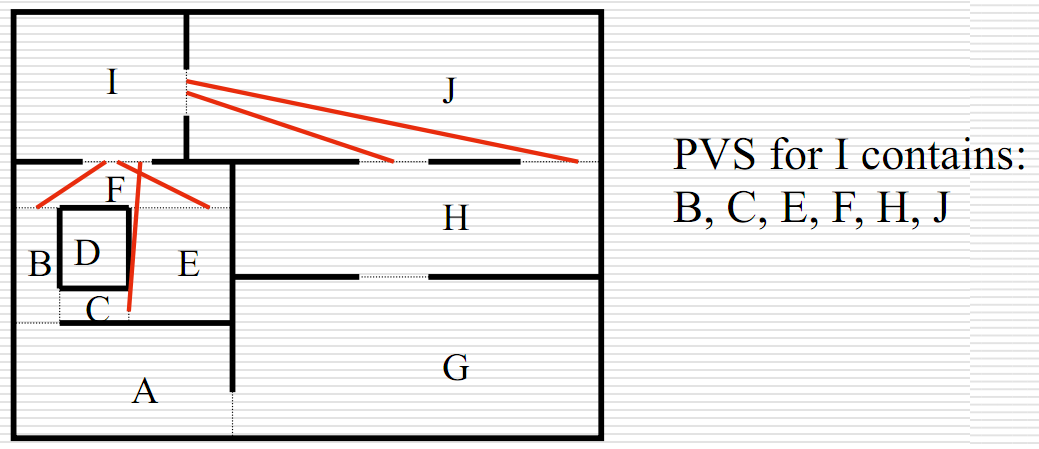 I
J
F
H
B
D
E
C
G
A
PVS for I contains:
B, C, E, F, H, J